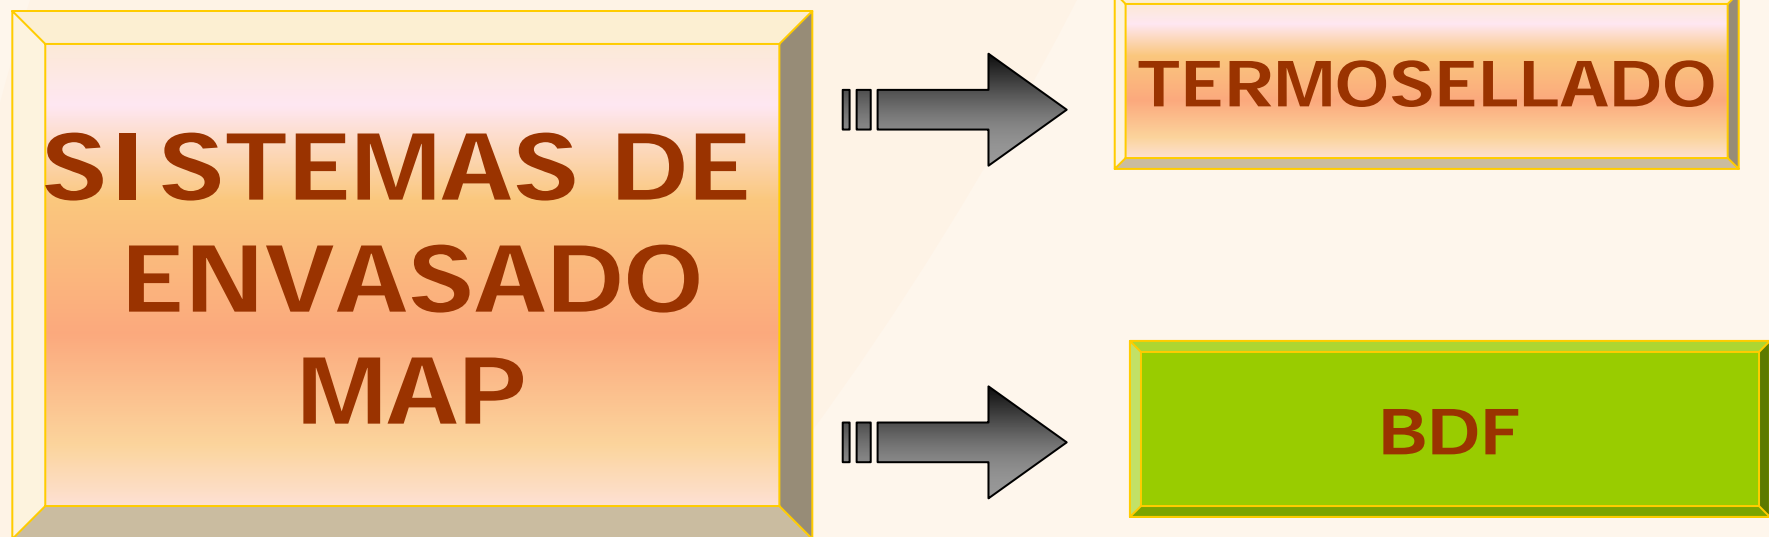 SISTEMAS DE
ENVASADO
MAP
TERMOSELLADO
BDF